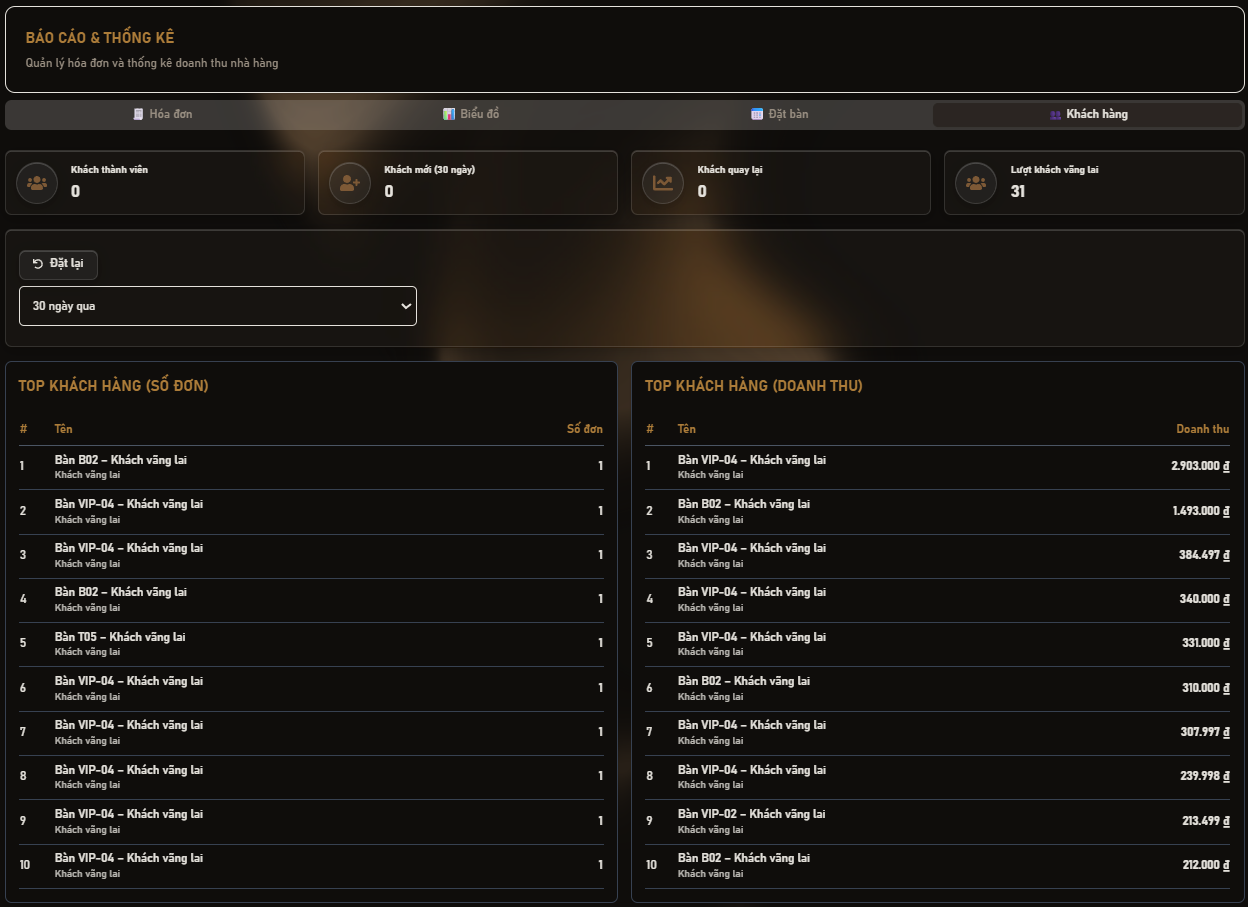 BÁO CÁO & THỐNG KÊ
Quản lý hóa đơn và thống kê doanh thu nhà hàng
Hóa đơn
Biểu đồ
Đặt bàn
Khách hàng
Khách thành viên
0
Khách mới (30 ngày)
0
Khách quay lại
0
Lượt khách vãng lai
31
Đặt lại
30 ngày qua
TOP KHÁCH HÀNG (SỐ ĐƠN)
# Tên Số đơn
1 Bàn B02 – Khách vãng lai 1
Khách vãng lai
2 Bàn VIP-04 – Khách vãng lai 1
Khách vãng lai
3 Bàn VIP-04 – Khách vãng lai 1
Khách vãng lai
4 Bàn B02 – Khách vãng lai 1
Khách vãng lai
5 Bàn T05 – Khách vãng lai 1
Khách vãng lai
6 Bàn VIP-04 – Khách vãng lai 1
Khách vãng lai
7 Bàn VIP-04 – Khách vãng lai 1
Khách vãng lai
8 Bàn VIP-04 – Khách vãng lai 1
Khách vãng lai
9 Bàn VIP-04 – Khách vãng lai 1
Khách vãng lai
10 Bàn VIP-04 – Khách vãng lai 1
Khách vãng lai
TOP KHÁCH HÀNG (DOANH THU)
# Tên Doanh thu
1 Bàn VIP-04 – Khách vãng lai 2.903.000 ₫
Khách vãng lai
2 Bàn B02 – Khách vãng lai 1.493.000 ₫
Khách vãng lai
3 Bàn VIP-04 – Khách vãng lai 384.497 ₫
Khách vãng lai
4 Bàn VIP-04 – Khách vãng lai 340.000 ₫
Khách vãng lai
5 Bàn VIP-04 – Khách vãng lai 331.000 ₫
Khách vãng lai
6 Bàn B02 – Khách vãng lai 310.000 ₫
Khách vãng lai
7 Bàn VIP-04 – Khách vãng lai 307.997 ₫
Khách vãng lai
8 Bàn VIP-04 – Khách vãng lai 239.998 ₫
Khách vãng lai
9 Bàn VIP-02 – Khách vãng lai 213.499 ₫
Khách vãng lai
10 Bàn B02 – Khách vãng lai 212.000 ₫
Khách vãng lai